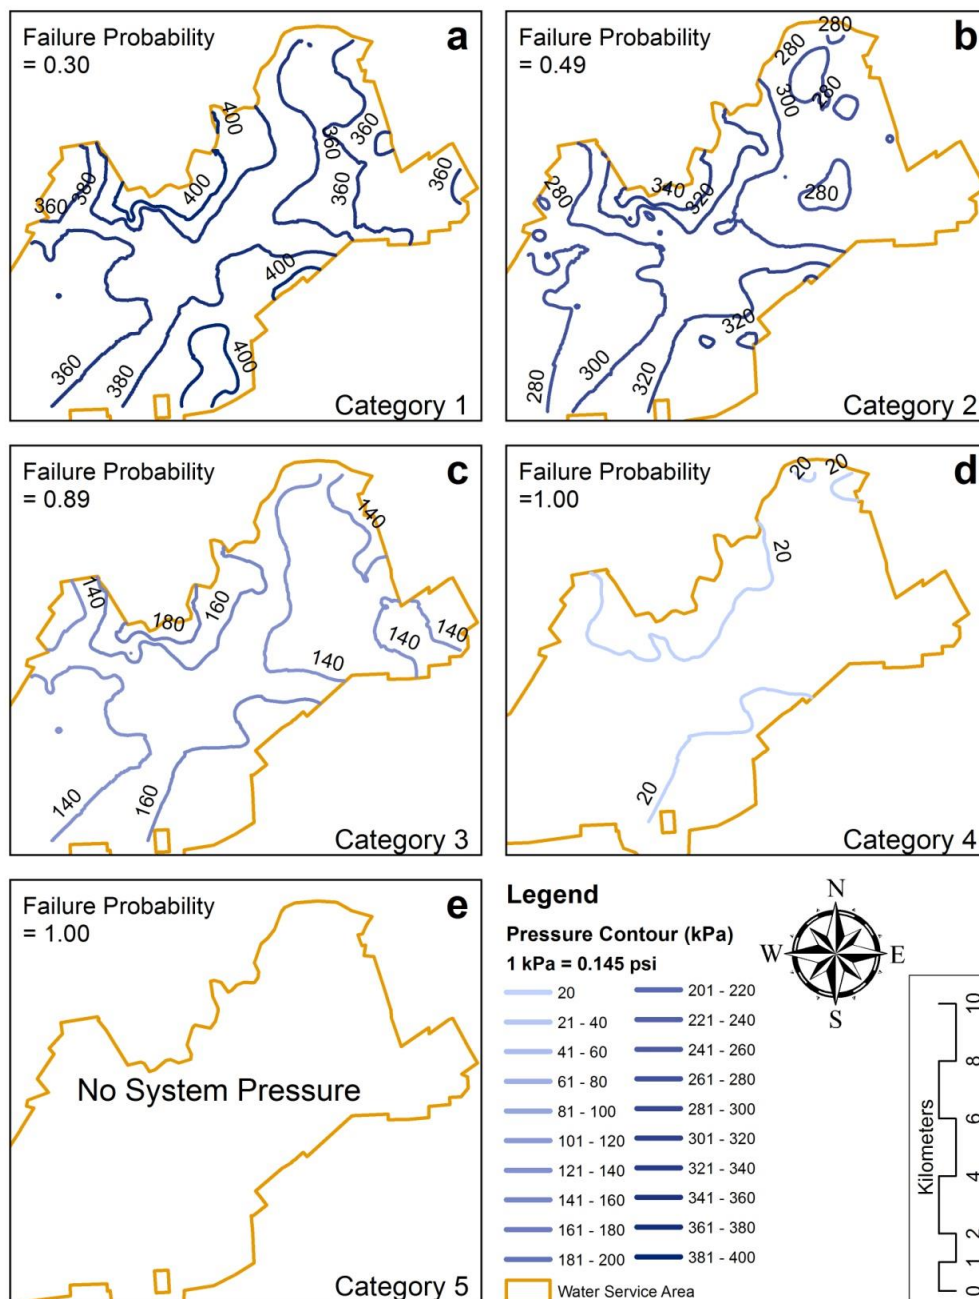 Failure Probability
= 0.30
a
400
360
360
380
360
400
360
360
400
360
380
400
Category 1
Failure Probability
= 0.49
b
280
280
300
280
280
340
320
280
320
280
300
320
Category 2
Failure Probability
= 0.89
c
140
140
180
160
140
140
140
140
160
Category 3
Failure Probability
=1.00
d
20
20
20
20
Category 4
Failure Probability
= 1.00
e
No System Pressure
Category 5
Legend
Pressure Contour (kPa)
1 kPa = 0.145 psi
20
21 - 40
41 - 60
61 - 80
81 - 100
101 - 120
121 - 140
141 - 160
161 - 180
181 - 200
201 - 220
221 - 240
241 - 260
261 - 280
281 - 300
301 - 320
321 - 340
341 - 360
361 - 380
381 - 400
Water Service Area
N
W
E
S
Kilometers
10
8
6
4
2
1
0